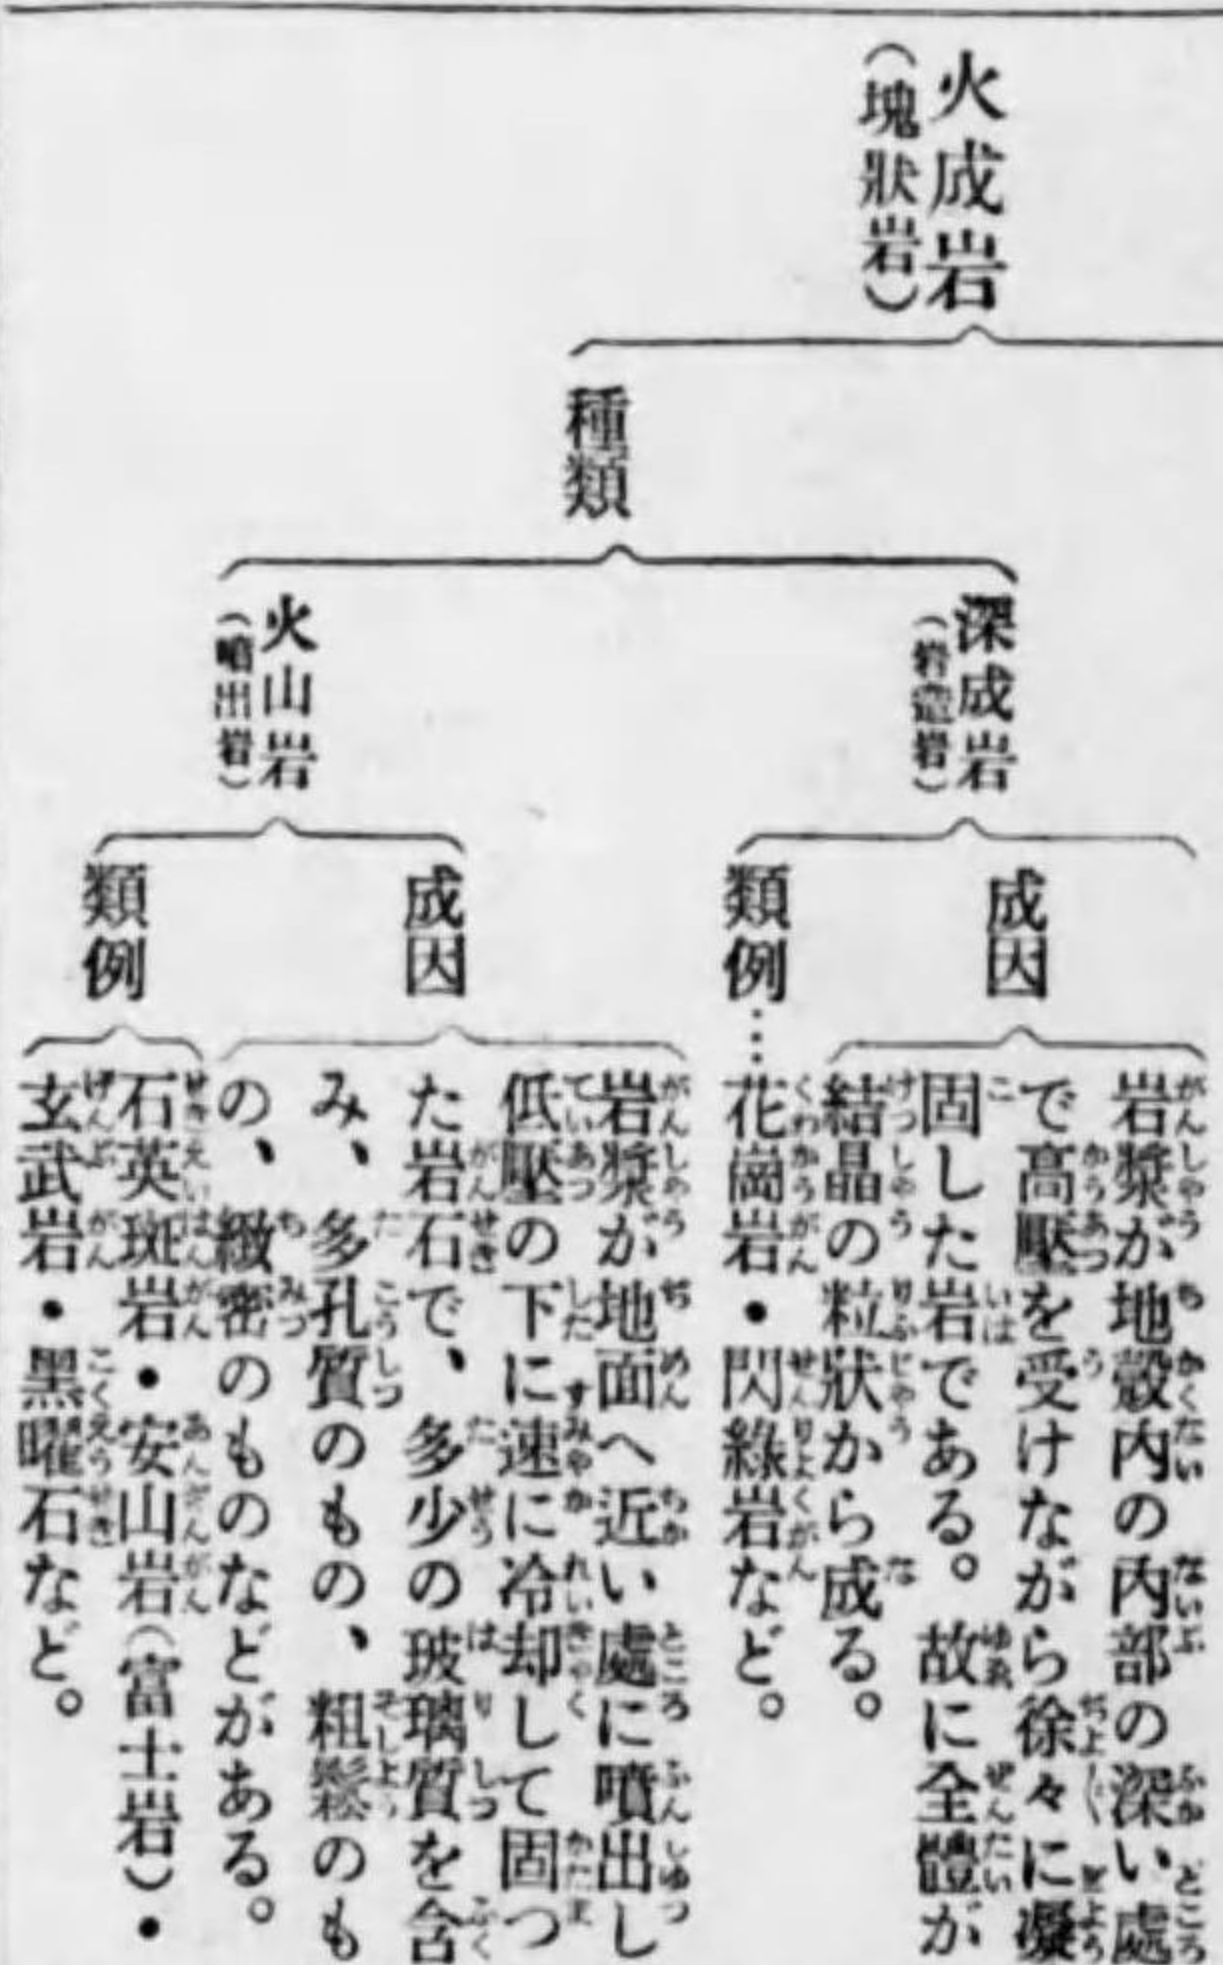 火成岩
（塊狀岩）
種類
深成岩
（岩漿岩）
成因
岩漿が地殼内の内部の深い處
で高壓を受けながら徐々に凝
固した岩である。故に全體が
結晶の粒狀から成る。
類例…花崗岩・閃綠岩など。
火山岩
（噴出岩）
成因
岩漿が地面へ近い處に噴出し
低壓の下に速に冷却して固つ
た岩石で、多少の玻璃質を含
み、多孔質のもの、粗鬆のも
の、緻密のものなどがある。
類例
石英斑岩・安山岩（富士岩）・
玄武岩・黑曜石など。